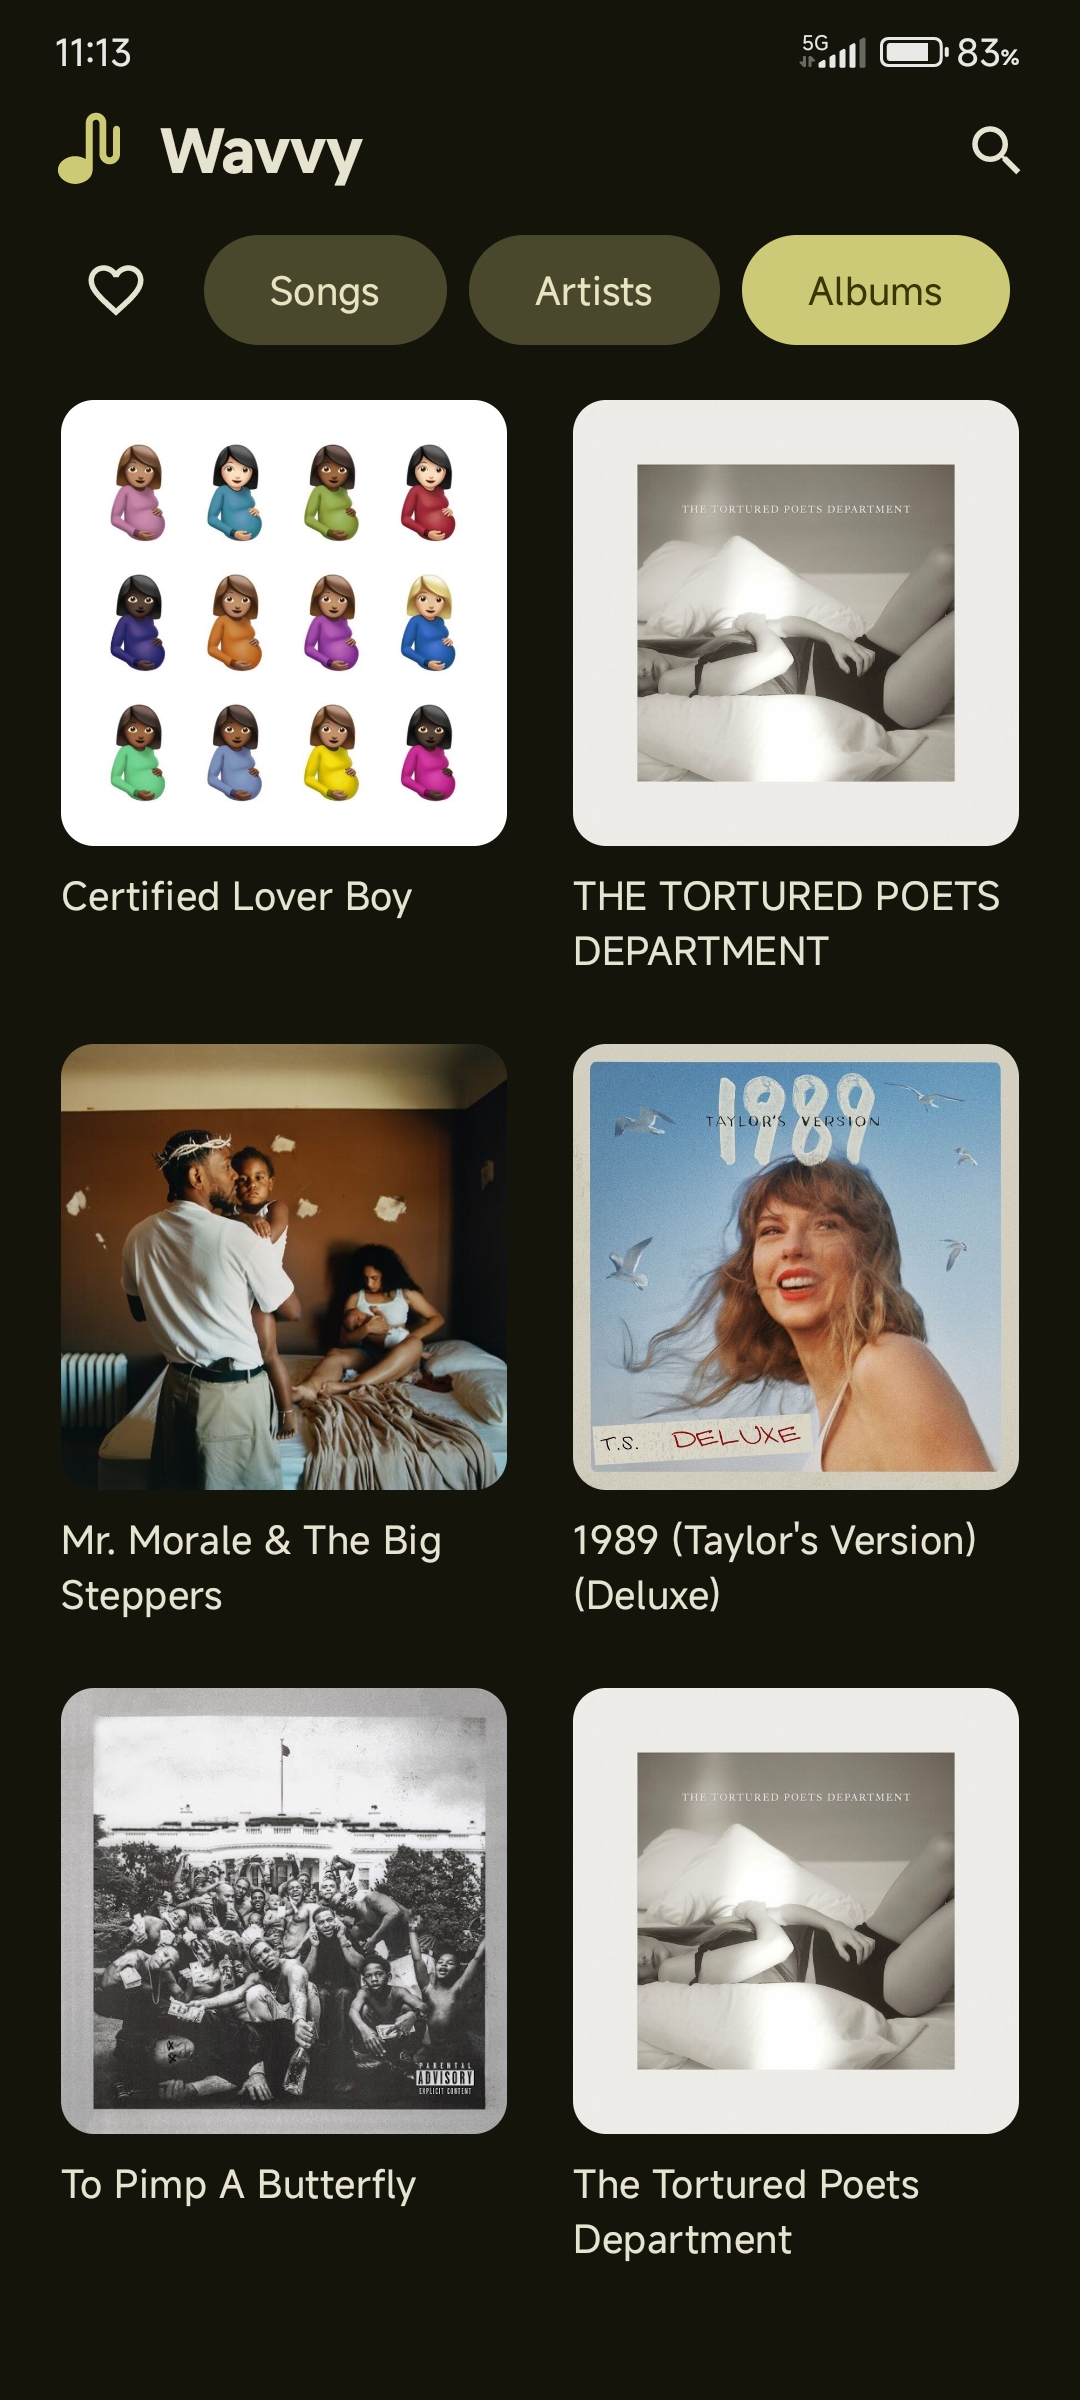 11:13
5G
83%
Wavvy
Songs
Artists
Albums
THE TORTURED POETS DEPARTMENT
Certified Lover Boy
THE TORTURED POETS
DEPARTMENT
1989
TAYLOR'S VERSION
T.S. DELUXE
Mr. Morale & The Big
Steppers
1989 (Taylor's Version)
(Deluxe)
PARENTAL
ADVISORY
EXPLICIT CONTENT
THE TORTURED POETS DEPARTMENT
To Pimp A Butterfly
The Tortured Poets
Department